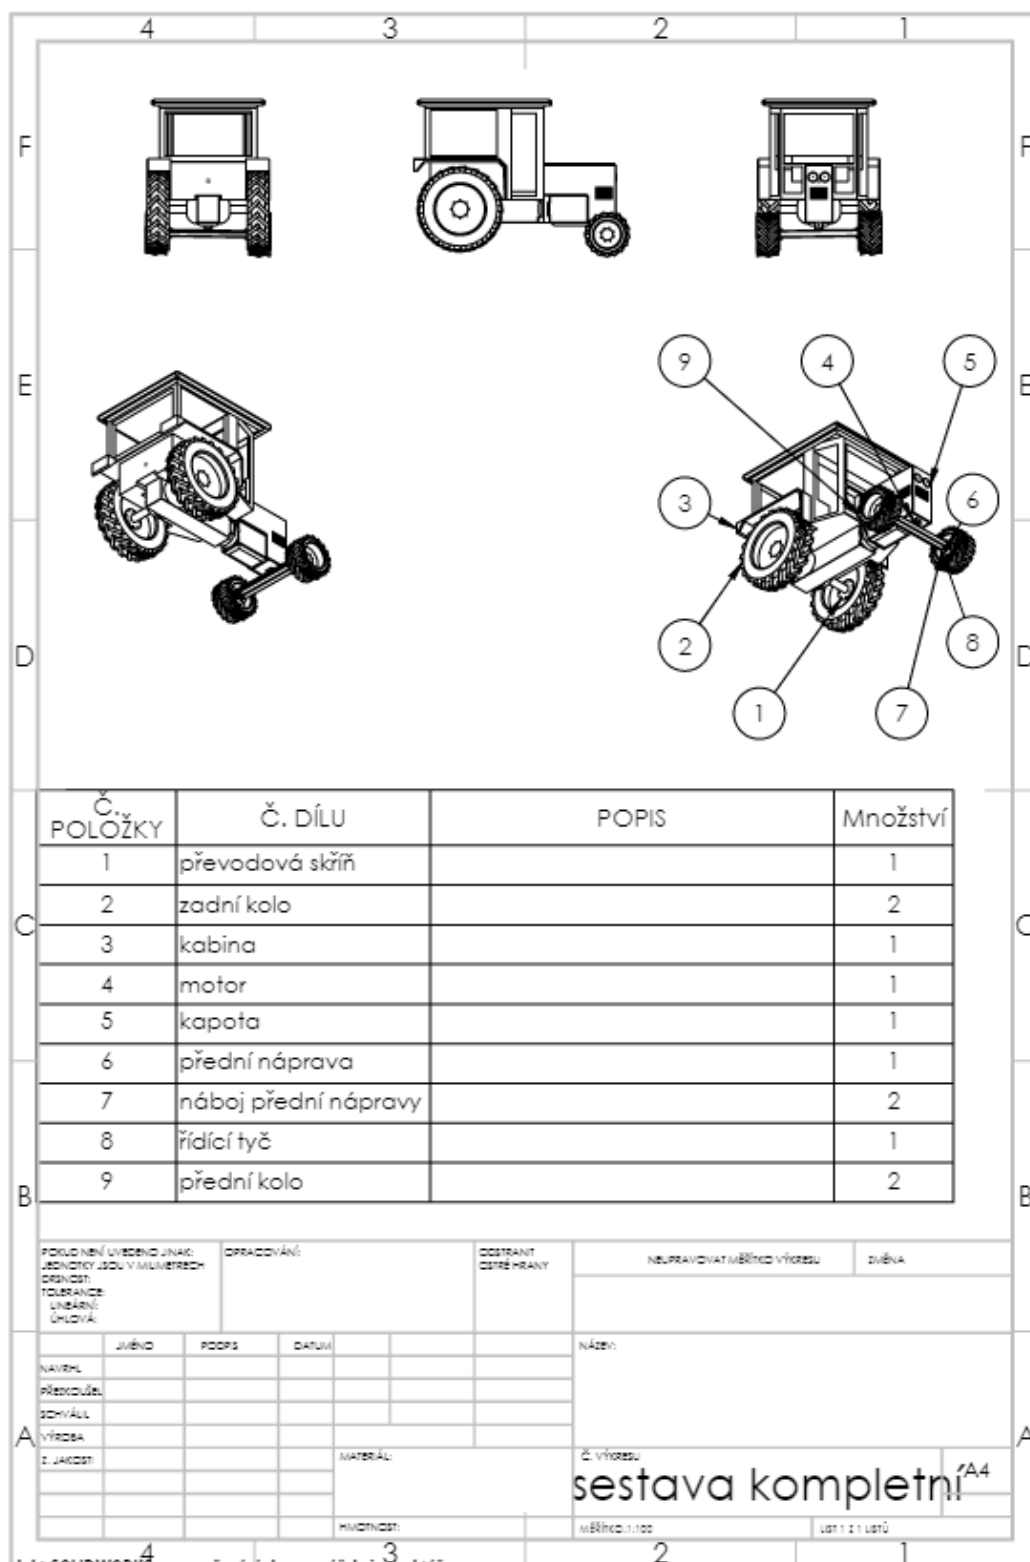 4 3 2 1
F F
E E
9 4 5
3 6
2 8
1 7
D D
Č. POLOŽKY Č. DÍLU POPIS Množství
1 převodová skříň 1
2 zadní kolo 2
3 kabina 1
4 motor 1
5 kapota 1
6 přední náprava 1
7 náboj přední nápravy 2
8 řídící tyč 1
9 přední kolo 2
C C
B B
POKUD NENÍ UVEDENO JINAK:
JEDNOTKY JSOU V MILIMETRECH
DRSNOST:
TOLERANCE:
LINEÁRNÍ:
ÚHLOVÁ:
OPRACOVÁNÍ:
ODSTRANIT
OSTRÉ HRANY
NEUPRAVOVAT MĚŘÍTKO VÝKRESU
ZMĚNA
JMÉNO PODPIS DATUM
NÁZEV:
NAVRHL
PŘEZKOUŠEL
SCHVÁLIL
VÝROBA
Z. JAKOSTI
A A
MATERIÁL:
Č. VÝKRESU
sestava kompletní A4
HMOTNOST:
MĚŘÍTKO:1:100
LIST 1 Z 1 LISTŮ
4 3 2 1